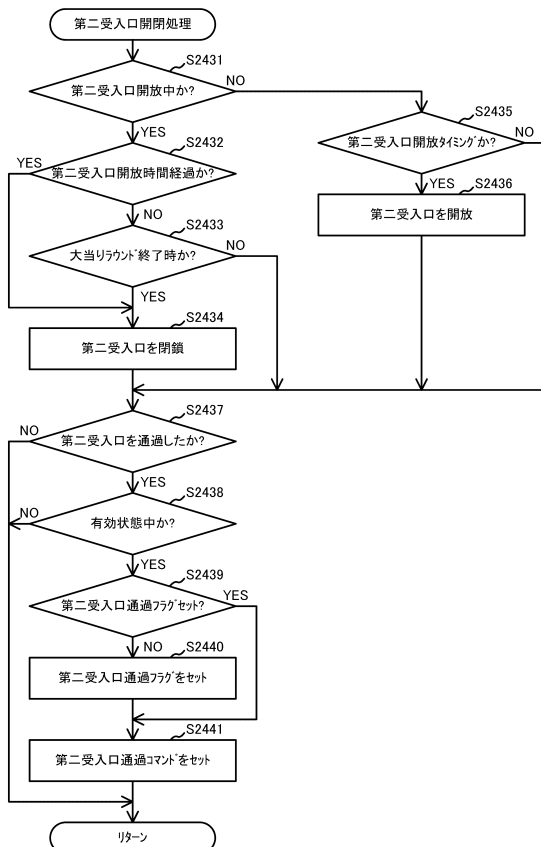 第二受入口開閉処理
S2431
第二受入口開放中か?
NO
YES
S2432
YES
第二受入口開放時間経過か?
NO
S2433
大当りラウンド終了時か?
NO
YES
S2434
第二受入口を閉鎖
S2435
第二受入口開放タイミングか?
NO
YES
S2436
第二受入口を開放
S2437
NO
第二受入口を通過したか?
YES
S2438
NO
有効状態中か?
YES
S2439
第二受入口通過フラグセット?
YES
NO
S2440
第二受入口通過フラグをセット
S2441
第二受入口通過コマンドをセット
リターン